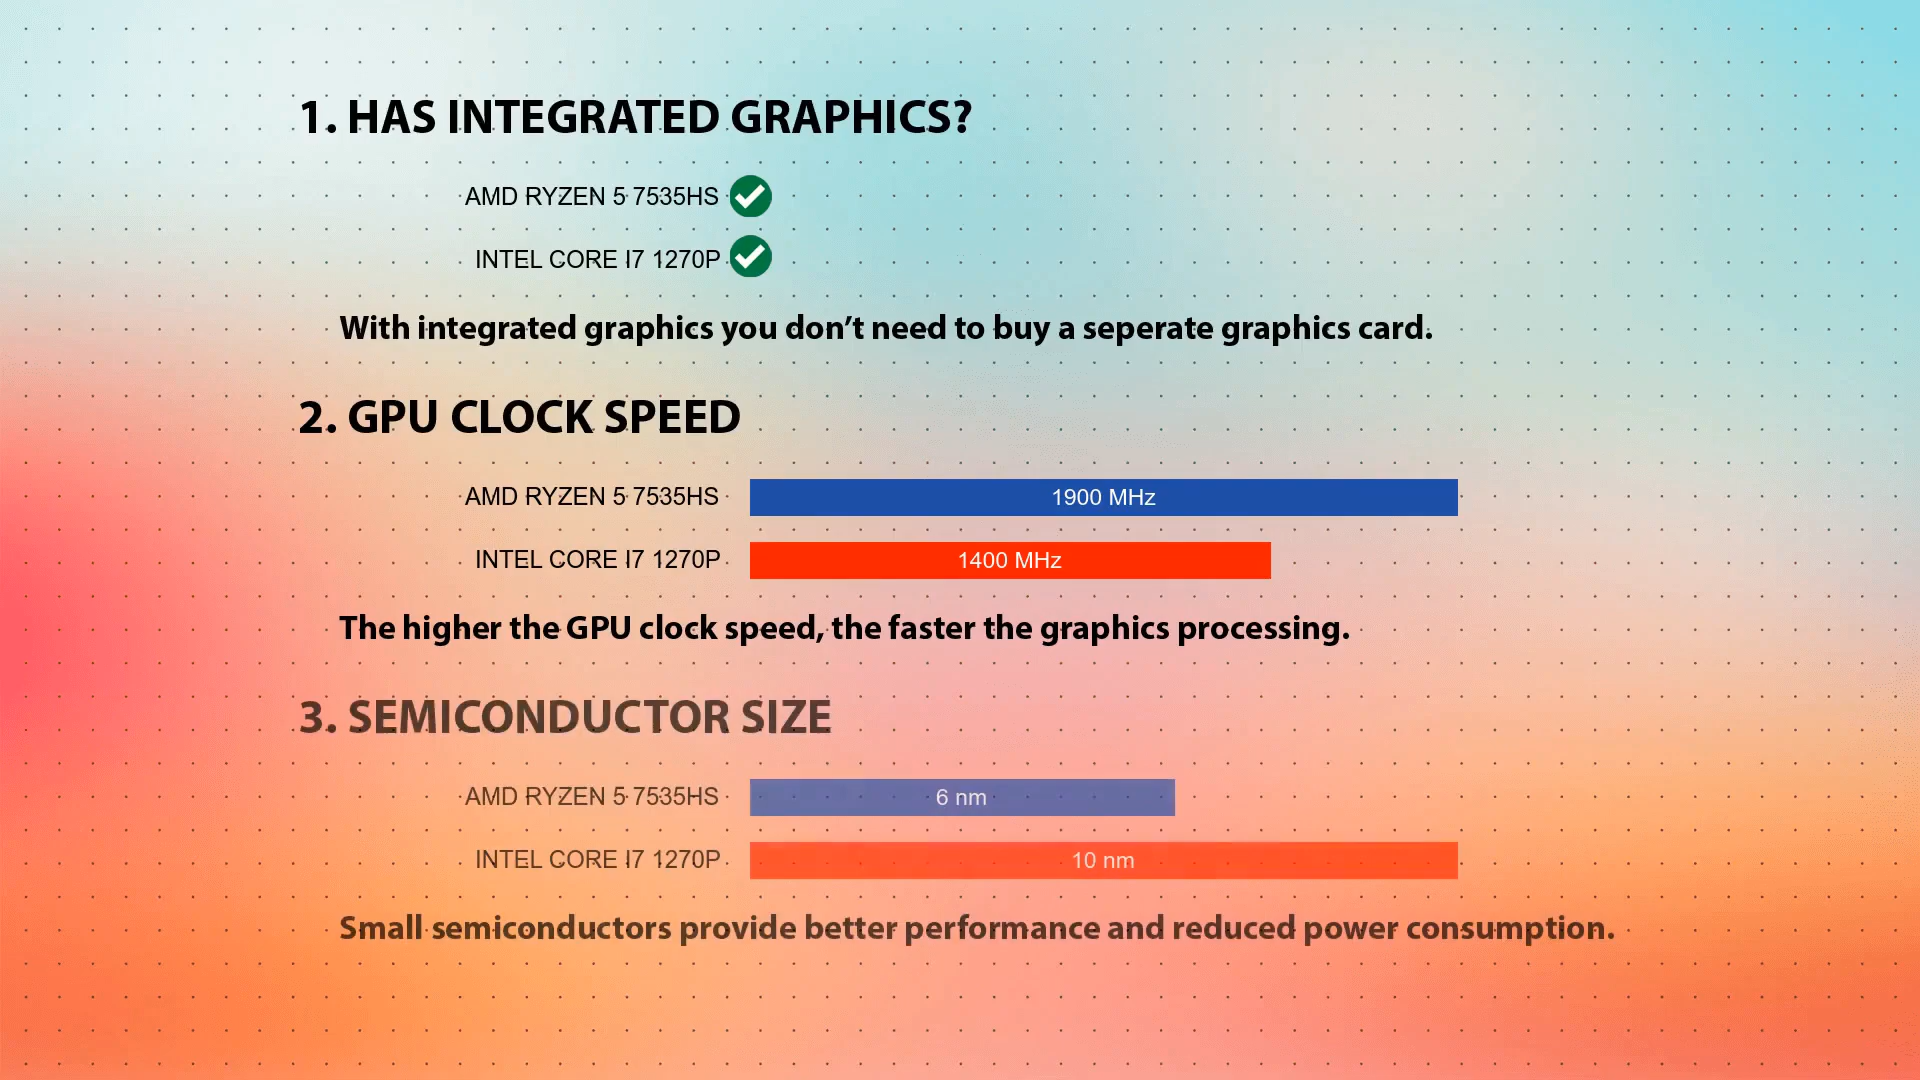 1. HAS INTEGRATED GRAPHICS?
AMD RYZEN 5 7535HS
INTEL CORE I7 1270P
With integrated graphics you don’t need to buy a seperate graphics card.
2. GPU CLOCK SPEED
AMD RYZEN 5 7535HS 1900 MHz
INTEL CORE I7 1270P 1400 MHz
The higher the GPU clock speed, the faster the graphics processing.
3. SEMICONDUCTOR SIZE
AMD RYZEN 5 7535HS 6 nm
INTEL CORE I7 1270P 10 nm
Small semiconductors provide better performance and reduced power consumption.